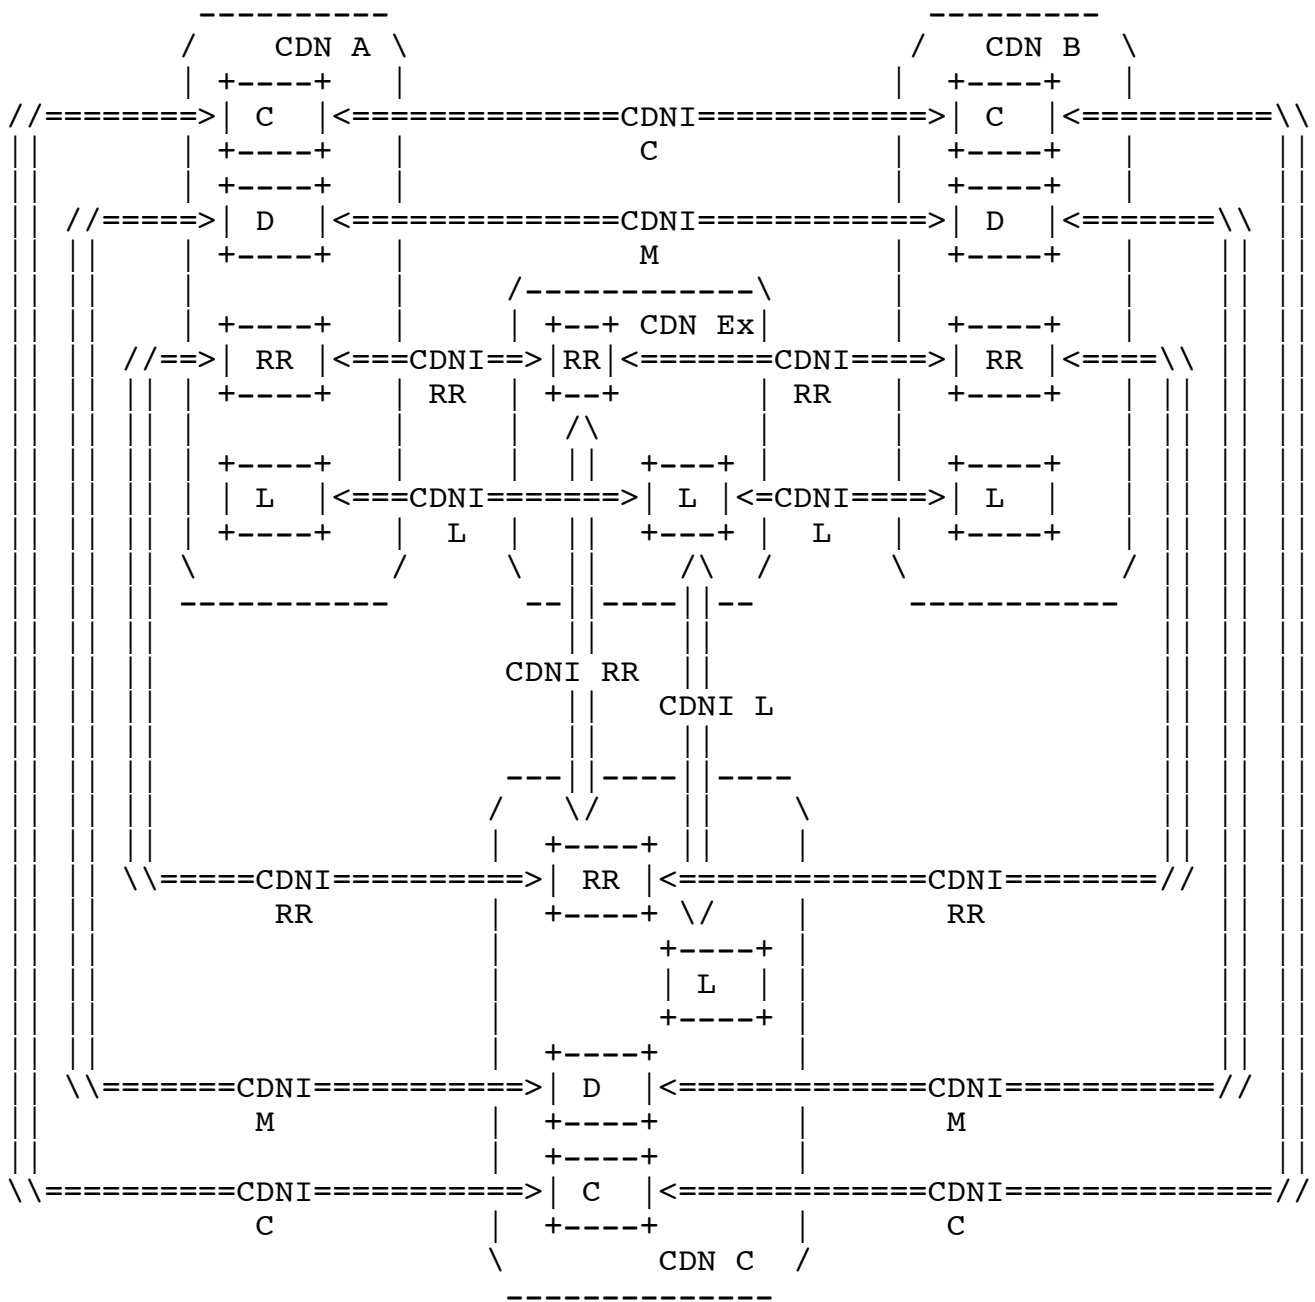 CDN A CDN B
C CDNI C
C
D CDNI D
M
CDN Ex
RR CDNI RR CDNI RR
RR RR
L CDNI L CDNI L
L L
CDNI RR
CDNI L
CDNI RR CDNI
RR RR
L
CDNI D CDNI
M M
CDNI C CDNI
C C
CDN C